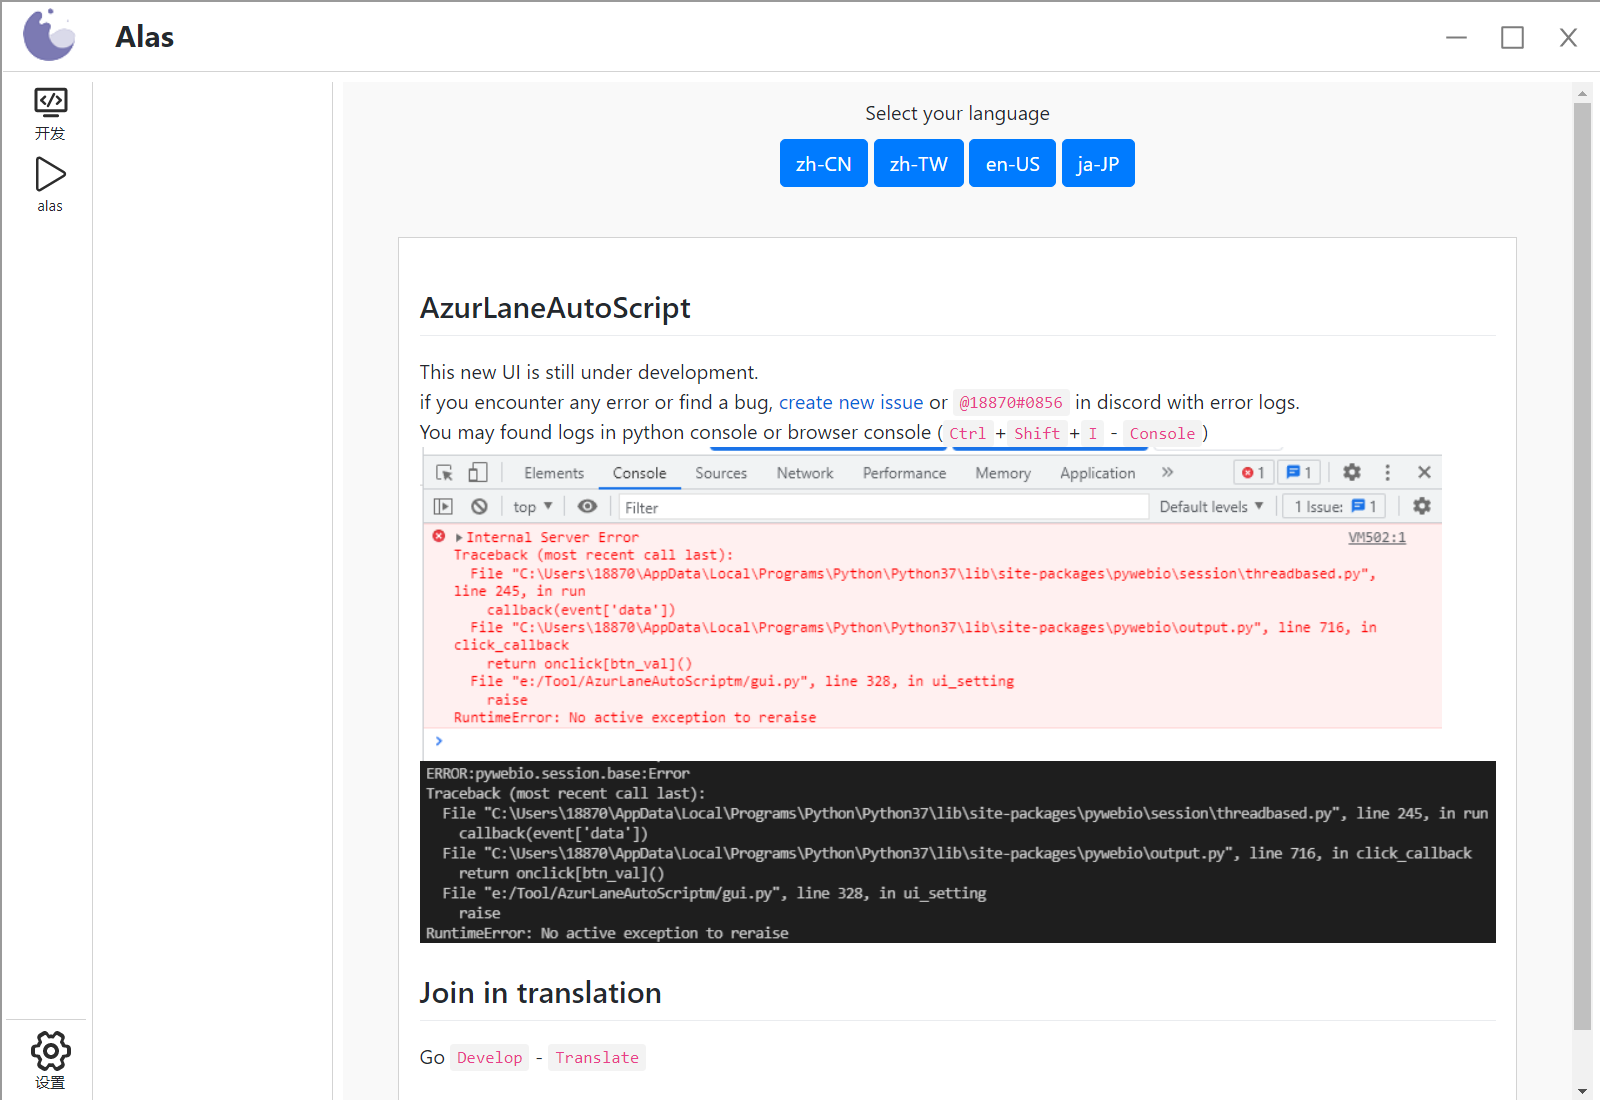 Alas
开发
alas
设置
Select your language
zh-CN zh-TW en-US ja-JP
AzurLaneAutoScript
This new UI is still under development.
if you encounter any error or find a bug, create new issue or @18870#0856 in discord with error logs.
You may found logs in python console or browser console ( Ctrl + Shift + I - Console )
Elements Console Sources Network Performance Memory Application » 1 1
top Filter Default levels 1 Issue: 1
Internal Server Error VM502:1
Traceback (most recent call last):
File "C:\Users\18870\AppData\Local\Programs\Python\Python37\lib\site-packages\pywebio\session\threadbased.py",
line 245, in run
callback(event['data'])
File "C:\Users\18870\AppData\Local\Programs\Python\Python37\lib\site-packages\pywebio\output.py", line 716, in
click_callback
return onclick[btn_val]()
File "e:/Tool/AzurLaneAutoScriptm/gui.py", line 328, in ui_setting
raise
RuntimeError: No active exception to reraise
ERROR:pywebio.session.base:Error
Traceback (most recent call last):
File "C:\Users\18870\AppData\Local\Programs\Python\Python37\lib\site-packages\pywebio\session\threadbased.py", line 245, in run
callback(event['data'])
File "C:\Users\18870\AppData\Local\Programs\Python\Python37\lib\site-packages\pywebio\output.py", line 716, in click_callback
return onclick[btn_val]()
File "e:/Tool/AzurLaneAutoScriptm/gui.py", line 328, in ui_setting
raise
RuntimeError: No active exception to reraise
Join in translation
Go Develop - Translate